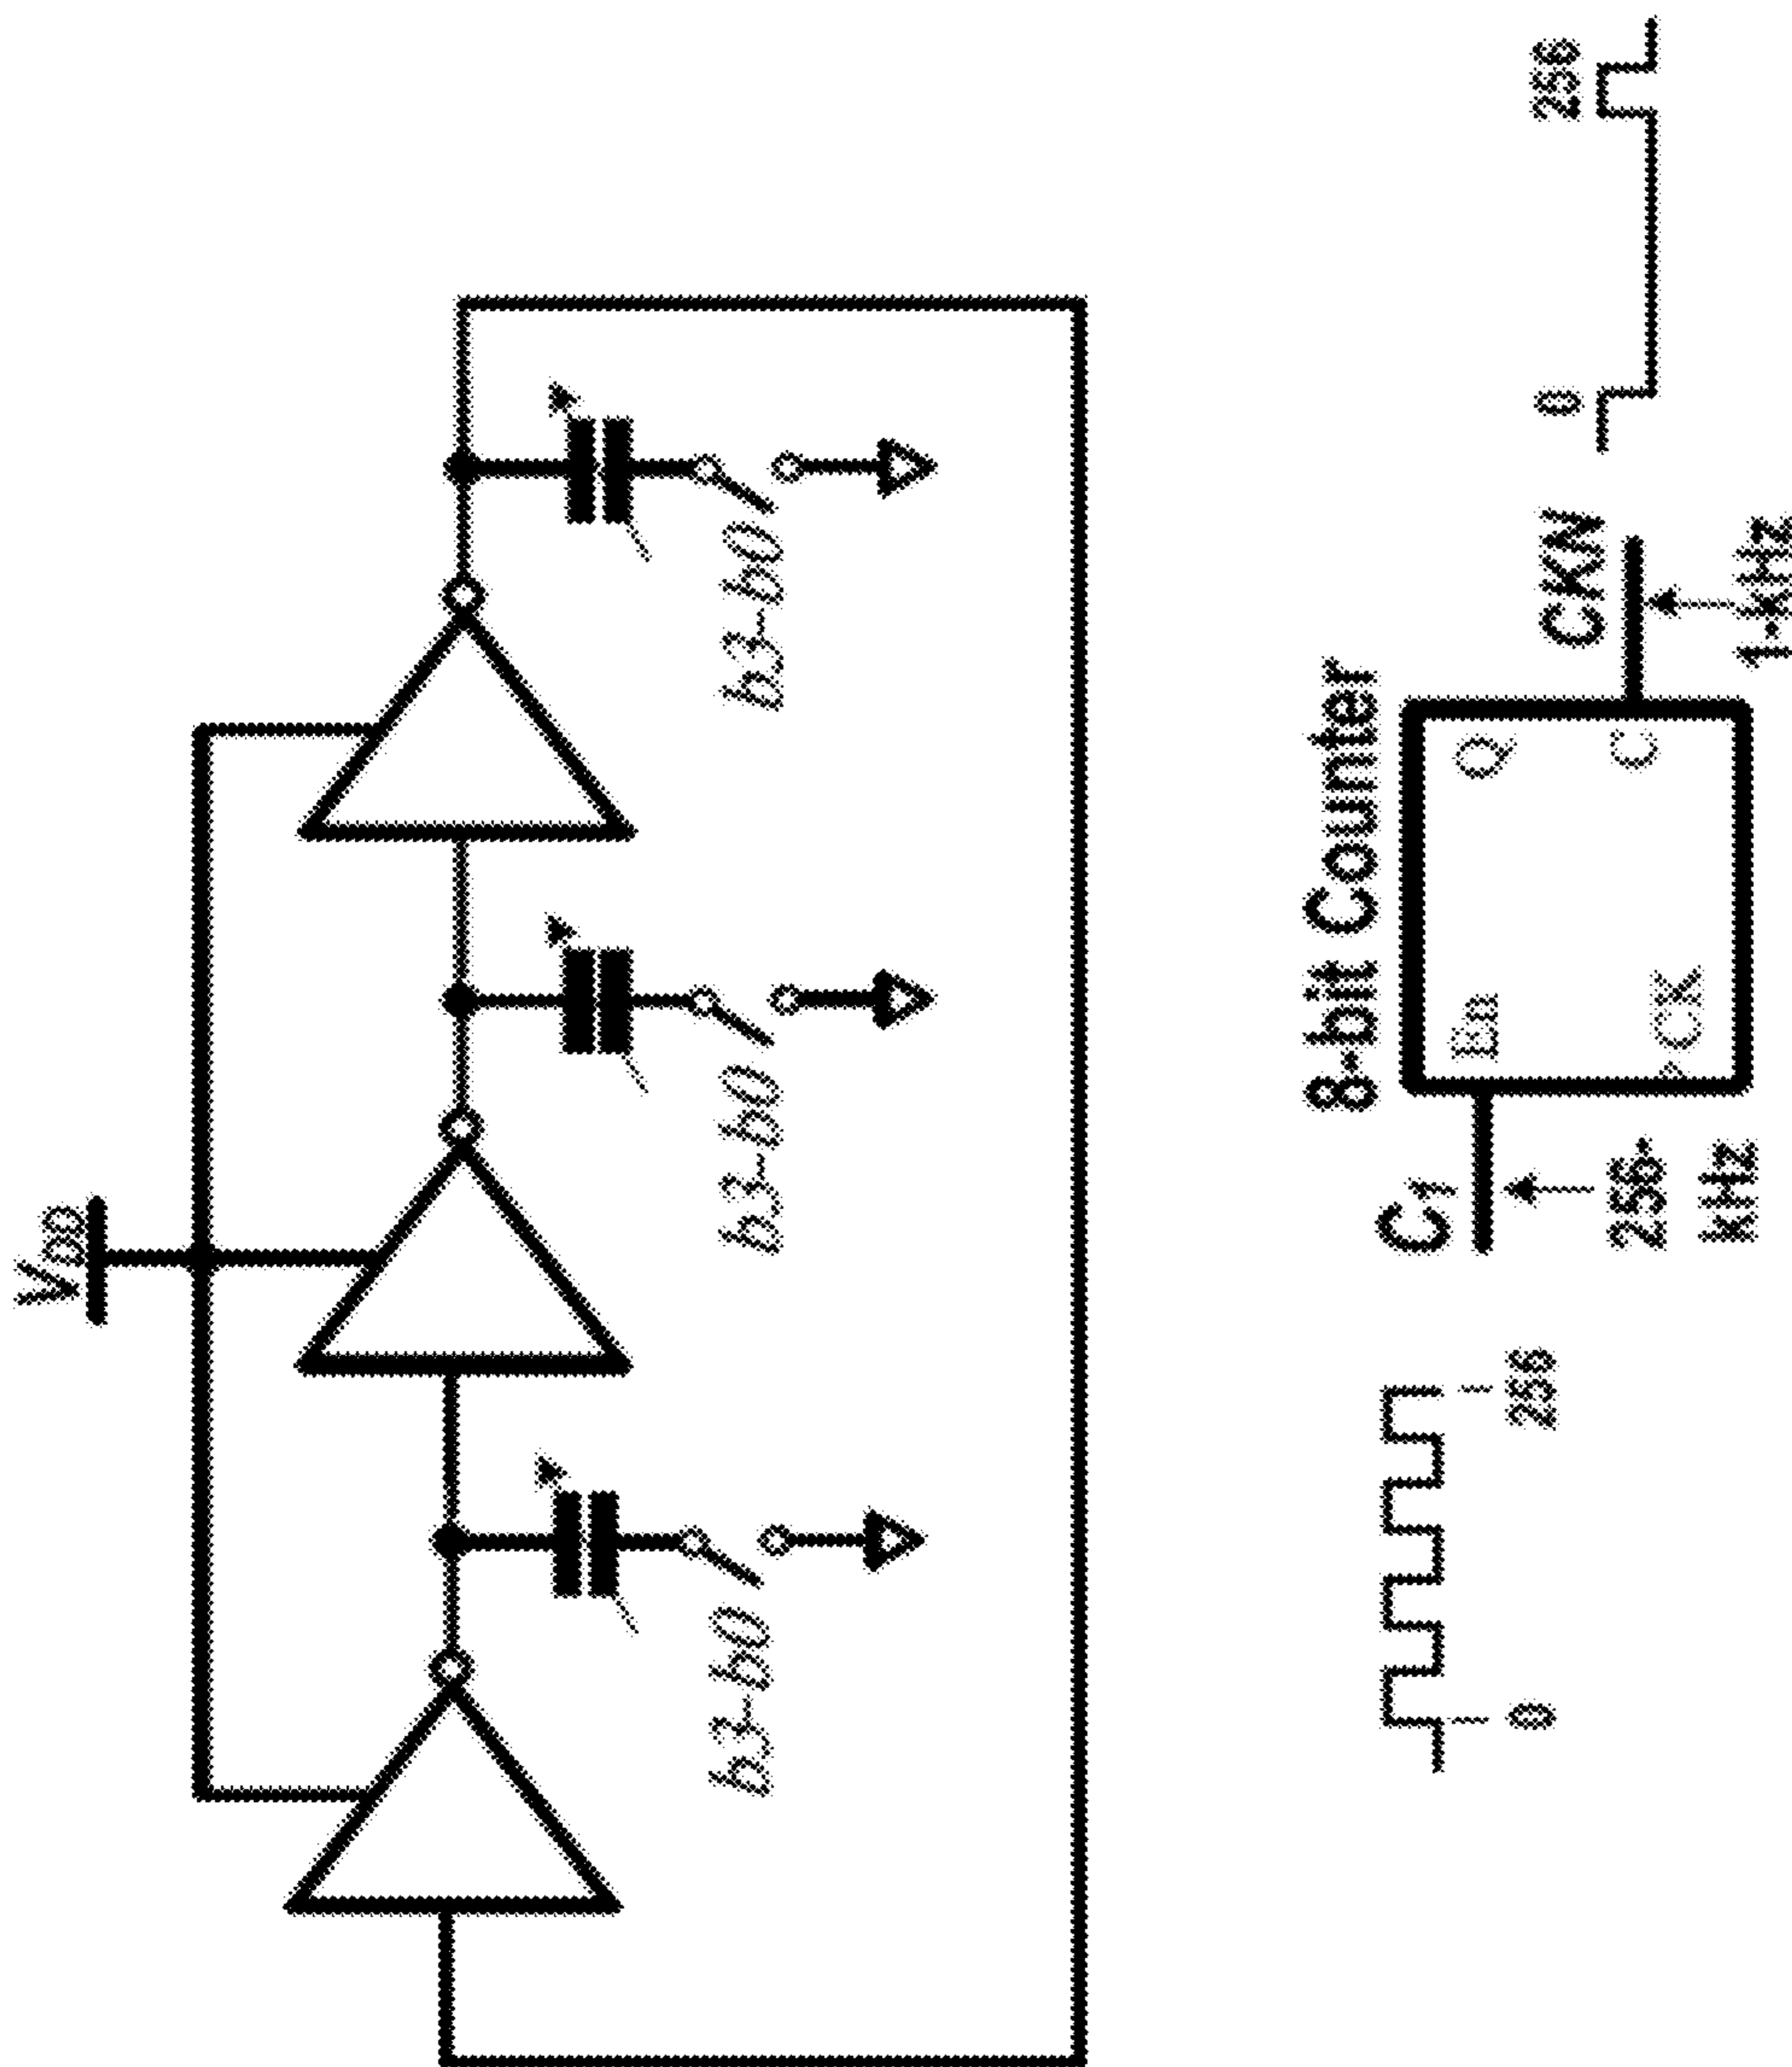 V_DD
b3-b0
b3-b0
b3-b0
8-bit Counter
0
256
C1
En
Q
0
256
CKN
256-
kHz
CK
C
1-kHz